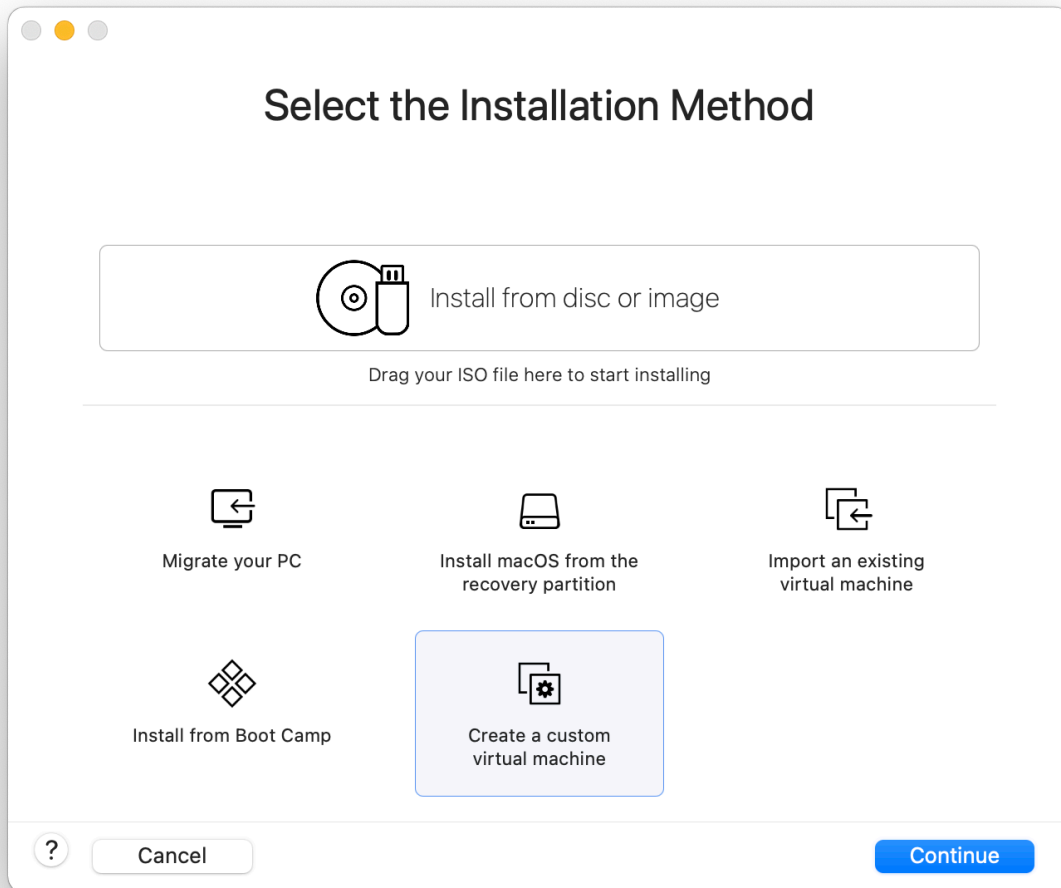 Select the Installation Method
Install from disc or image
Drag your ISO file here to start installing
Migrate your PC
Install macOS from the
recovery partition
Import an existing
virtual machine
Install from Boot Camp
Create a custom
virtual machine
?
Cancel
Continue